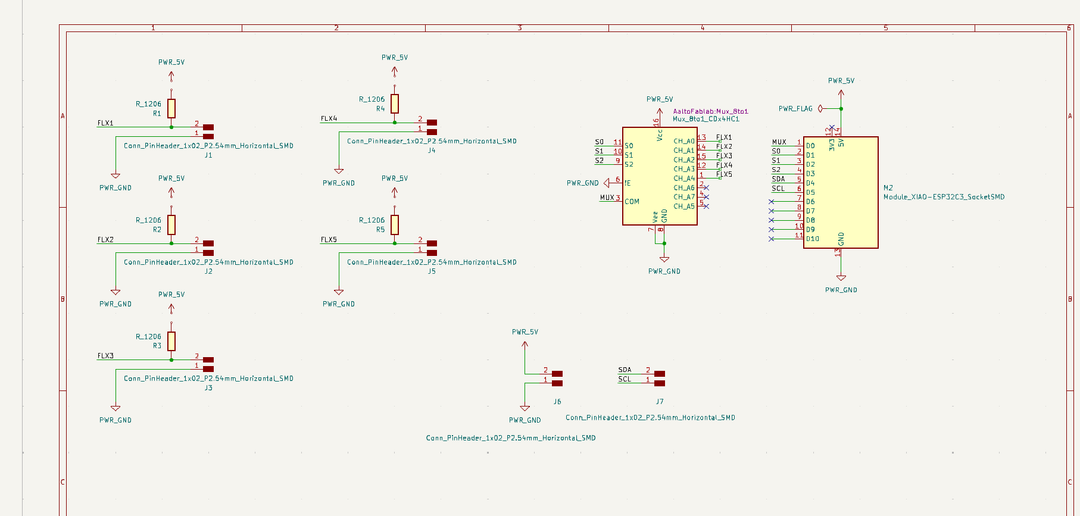 1 2 3 4 5 6
A
B
C
A
B
C
PWR_5V
R_1206
R1
FLX1
2
1
Conn_PinHeader_1x02_P2.54mm_Horizontal_SMD
J1
PWR_GND
PWR_5V
R_1206
R2
FLX2
2
1
Conn_PinHeader_1x02_P2.54mm_Horizontal_SMD
J2
PWR_GND
PWR_5V
R_1206
R3
FLX3
2
1
Conn_PinHeader_1x02_P2.54mm_Horizontal_SMD
J3
PWR_GND
PWR_5V
R_1206
R4
FLX4
2
1
Conn_PinHeader_1x02_P2.54mm_Horizontal_SMD
J4
PWR_GND
PWR_5V
R_1206
R5
FLX5
2
1
Conn_PinHeader_1x02_P2.54mm_Horizontal_SMD
J5
PWR_GND
PWR_5V
AaltoFablab:Mux_8to1
Mux_8to1_CDx4HC1
16
Vcc
S0 11 S0
S1 10 S1
S2 9 S2
PWR_GND 6 !E
MUX 3 COM
CH_A0 13 FLX1
CH_A1 14 FLX2
CH_A2 15 FLX3
CH_A3 12 FLX4
CH_A4 1 FLX5
CH_A6 2
CH_A7 4
CH_A5 5
Vee GND
7 8
PWR_GND
PWR_5V
PWR_FLAG
12 14
3V3 5V
MUX 1 D0
S0 2 D1
S1 3 D2
S2 4 D3
SDA 5 D4
SCL 6 D5
7 D6
8 D7
9 D8
10 D9
11 D10
GND
13
PWR_GND
M2
Module_XIAO-ESP32C3_SocketSMD
PWR_5V
2
1
J6
PWR_GND
Conn_PinHeader_1x02_P2.54mm_Horizontal_SMD
SDA 2
SCL 1
J7
Conn_PinHeader_1x02_P2.54mm_Horizontal_SMD